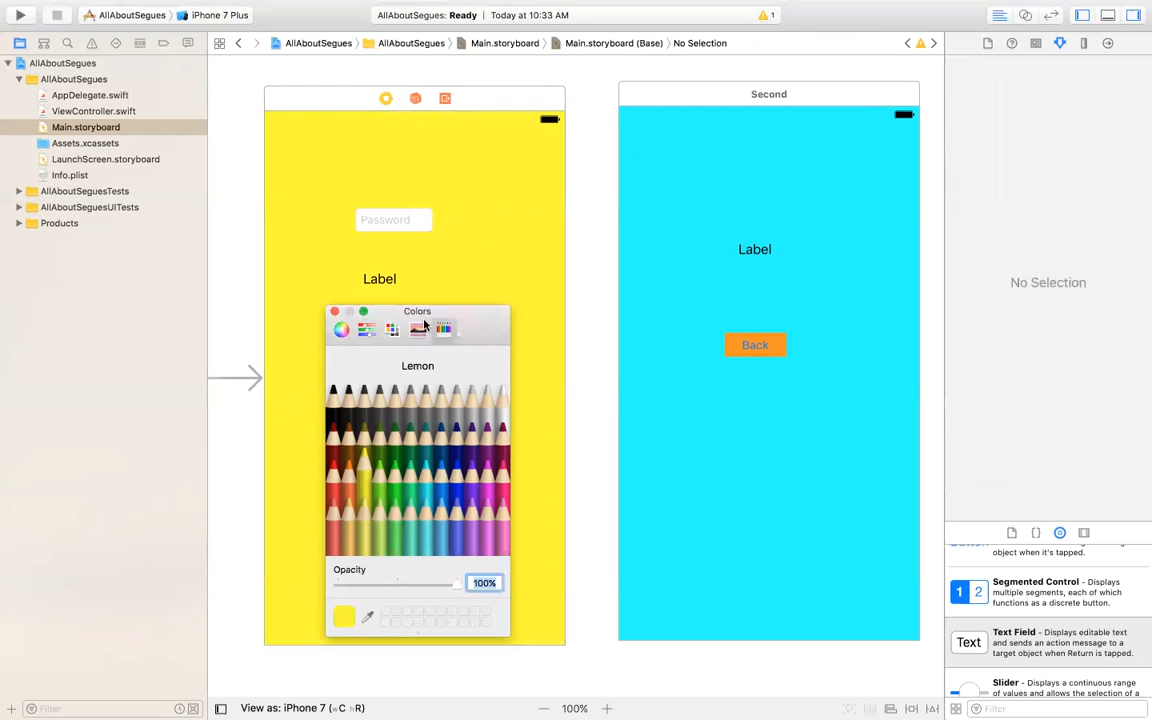 AllAboutSegues
iPhone 7 Plus
AllAboutSegues: Ready
Today at 10:33 AM
1
AllAboutSegues
AllAboutSegues
Main.storyboard
Main.storyboard (Base)
No Selection
AllAboutSegues
AllAboutSegues
AppDelegate.swift
ViewController.swift
Main.storyboard
Assets.xcassets
LaunchScreen.storyboard
Info.plist
AllAboutSeguesTests
AllAboutSeguesUITests
Products
Filter
Password
Label
Colors
Lemon
Opacity
100%
Second
Label
Back
View as: iPhone 7 (wC hR)
100%
No Selection
object when it's tapped.
1 2
Segmented Control - Displays
multiple segments, each of which
functions as a discrete button.
Text
Text Field - Displays editable text
and sends an action message to a
target object when Return is tapped.
Slider - Displays a continuous range
of values and allows the selection of a
Filter